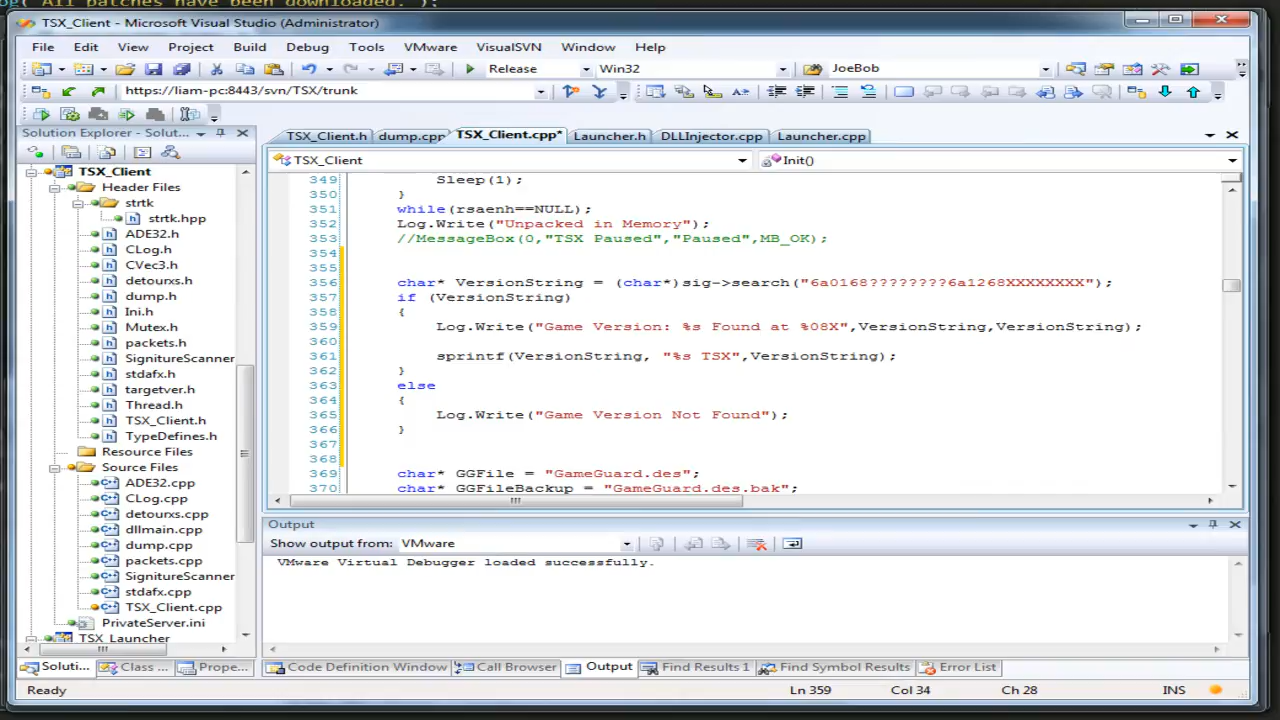 og( "All patches have been downloaded." );
TSX_Client - Microsoft Visual Studio (Administrator)
File Edit View Project Build Debug Tools VMware VisualSVN Window Help
Release Win32 JoeBob
https://liam-pc:8443/svn/TSX/trunk
Solution Explorer - Solut...
TSX_Client
Header Files
strtk
strtk.hpp
ADE32.h
CLog.h
CVec3.h
detourxs.h
dump.h
Ini.h
Mutex.h
packets.h
SignitureScanner
stdafx.h
targetver.h
Thread.h
TSX_Client.h
TypeDefines.h
Resource Files
Source Files
ADE32.cpp
CLog.cpp
detourxs.cpp
dllmain.cpp
dump.cpp
packets.cpp
SignitureScanner
stdafx.cpp
TSX_Client.cpp
PrivateServer.ini
TSX_Launcher
Soluti... Class ... Prope...
TSX_Client.h dump.cpp TSX_Client.cpp* Launcher.h DLLInjector.cpp Launcher.cpp
TSX_Client Init()
349 Sleep(1);
350 }
351 while(rsaenh==NULL);
352 Log.Write("Unpacked in Memory");
353 //MessageBox(0,"TSX Paused","Paused",MB_OK);
354
355
356 char* VersionString = (char*)sig->search("6a0168????????6a1268XXXXXXXX");
357 if (VersionString)
358 {
359 Log.Write("Game Version: %s Found at %08X",VersionString,VersionString);
360
361 sprintf(VersionString, "%s TSX",VersionString);
362 }
363 else
364 {
365 Log.Write("Game Version Not Found");
366 }
367
368
369 char* GGFile = "GameGuard.des";
370 char* GGFileBackup = "GameGuard.des.bak";
Output
Show output from: VMware
VMware Virtual Debugger loaded successfully.
Code Definition Window Call Browser Output Find Results 1 Find Symbol Results Error List
Ready Ln 359 Col 34 Ch 28 INS